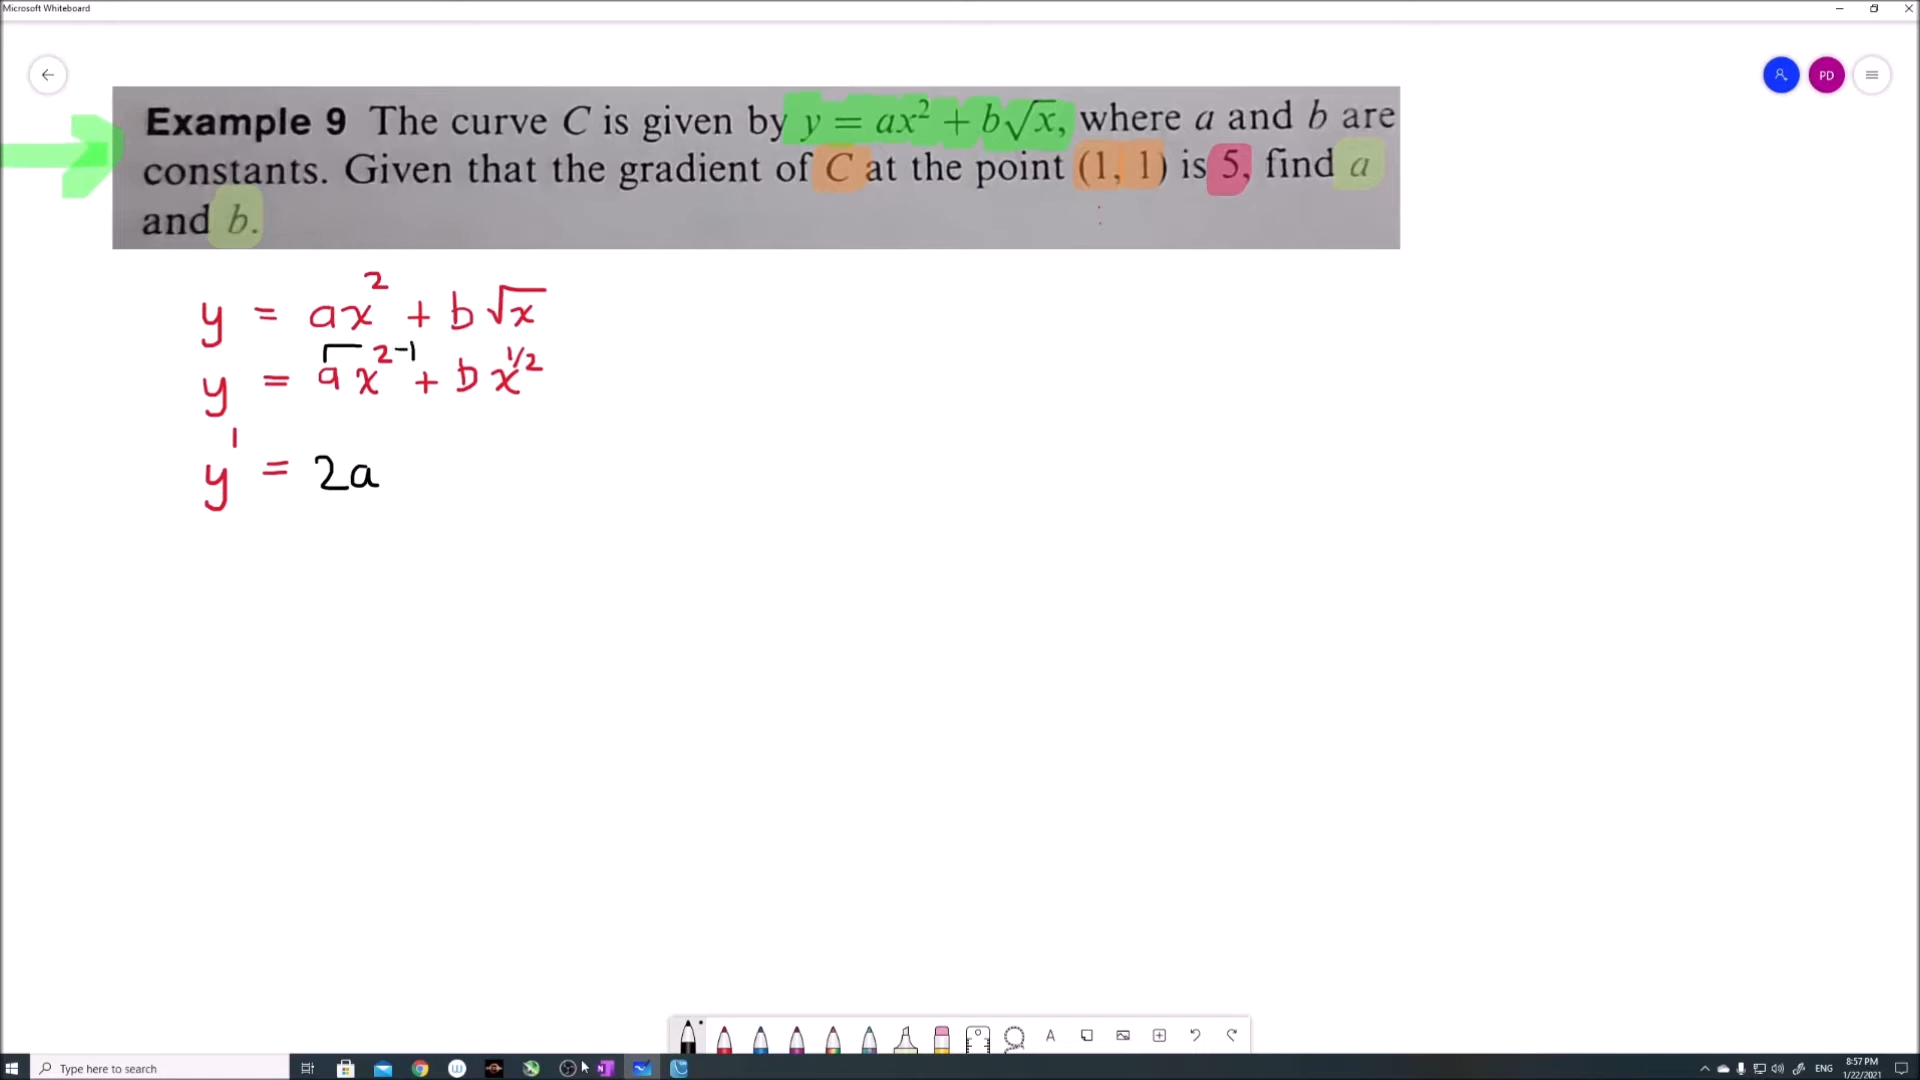 Microsoft Whiteboard
PD
Example 9 The curve C is given by y = ax² + b√x, where a and b are
constants. Given that the gradient of C at the point (1, 1) is 5, find a
and b.
y = ax² + b√x
y = ax²⁻¹ + bx^1/2
y' = 2a
A
Type here to search
ENG
8:57 PM
1/22/2021